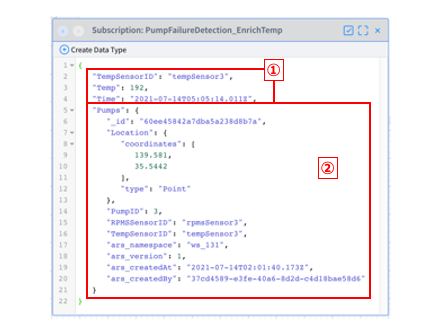 Subscription: PumpFailureDetection_EnrichTemp
Create Data Type
①
1 {
2 "TempSensorID": "tempSensor3",
3 "Temp": 192,
4 "Time": "2021-07-14T05:05:14.011Z",
5 "Pumps": {
6 "_id": "60ee45842a7dba5a238d8b7a",
7 "Location": {
8 "coordinates": [
9 139.581,
10 35.5442
11 ],
12 "type": "Point"
13 },
14 "PumpID": 3,
15 "RPMSSensorID": "rpmsSensor3",
16 "TempSensorID": "tempSensor3",
17 "ars_namespace": "ws_131",
18 "ars_version": 1,
19 "ars_createdAt": "2021-07-14T02:01:40.173Z",
20 "ars_createdBy": "37cd4589-e3fe-40a6-8d2d-c4d18bae58d6"
21 }
22 }
②